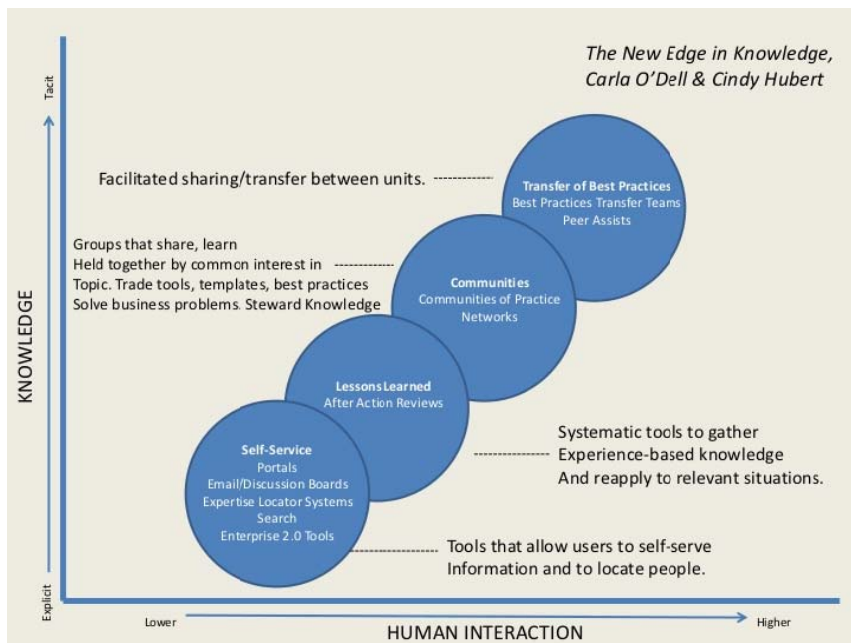 The New Edge in Knowledge,
Carla O’Dell & Cindy Hubert
Tacit
Facilitated sharing/transfer between units.
Transfer of Best Practices
Best Practices Transfer Teams
Peer Assists
Groups that share, learn
Held together by common interest in
Topic. Trade tools, templates, best practices
Solve business problems. Steward Knowledge
Communities
Communities of Practice
Networks
KNOWLEDGE
Lessons Learned
After Action Reviews
Systematic tools to gather
Experience-based knowledge
And reapply to relevant situations.
Self-Service
Portals
Email/Discussion Boards
Expertise Locator Systems
Search
Enterprise 2.0 Tools
Tools that allow users to self-serve
Information and to locate people.
Explicit
Lower
HUMAN INTERACTION
Higher